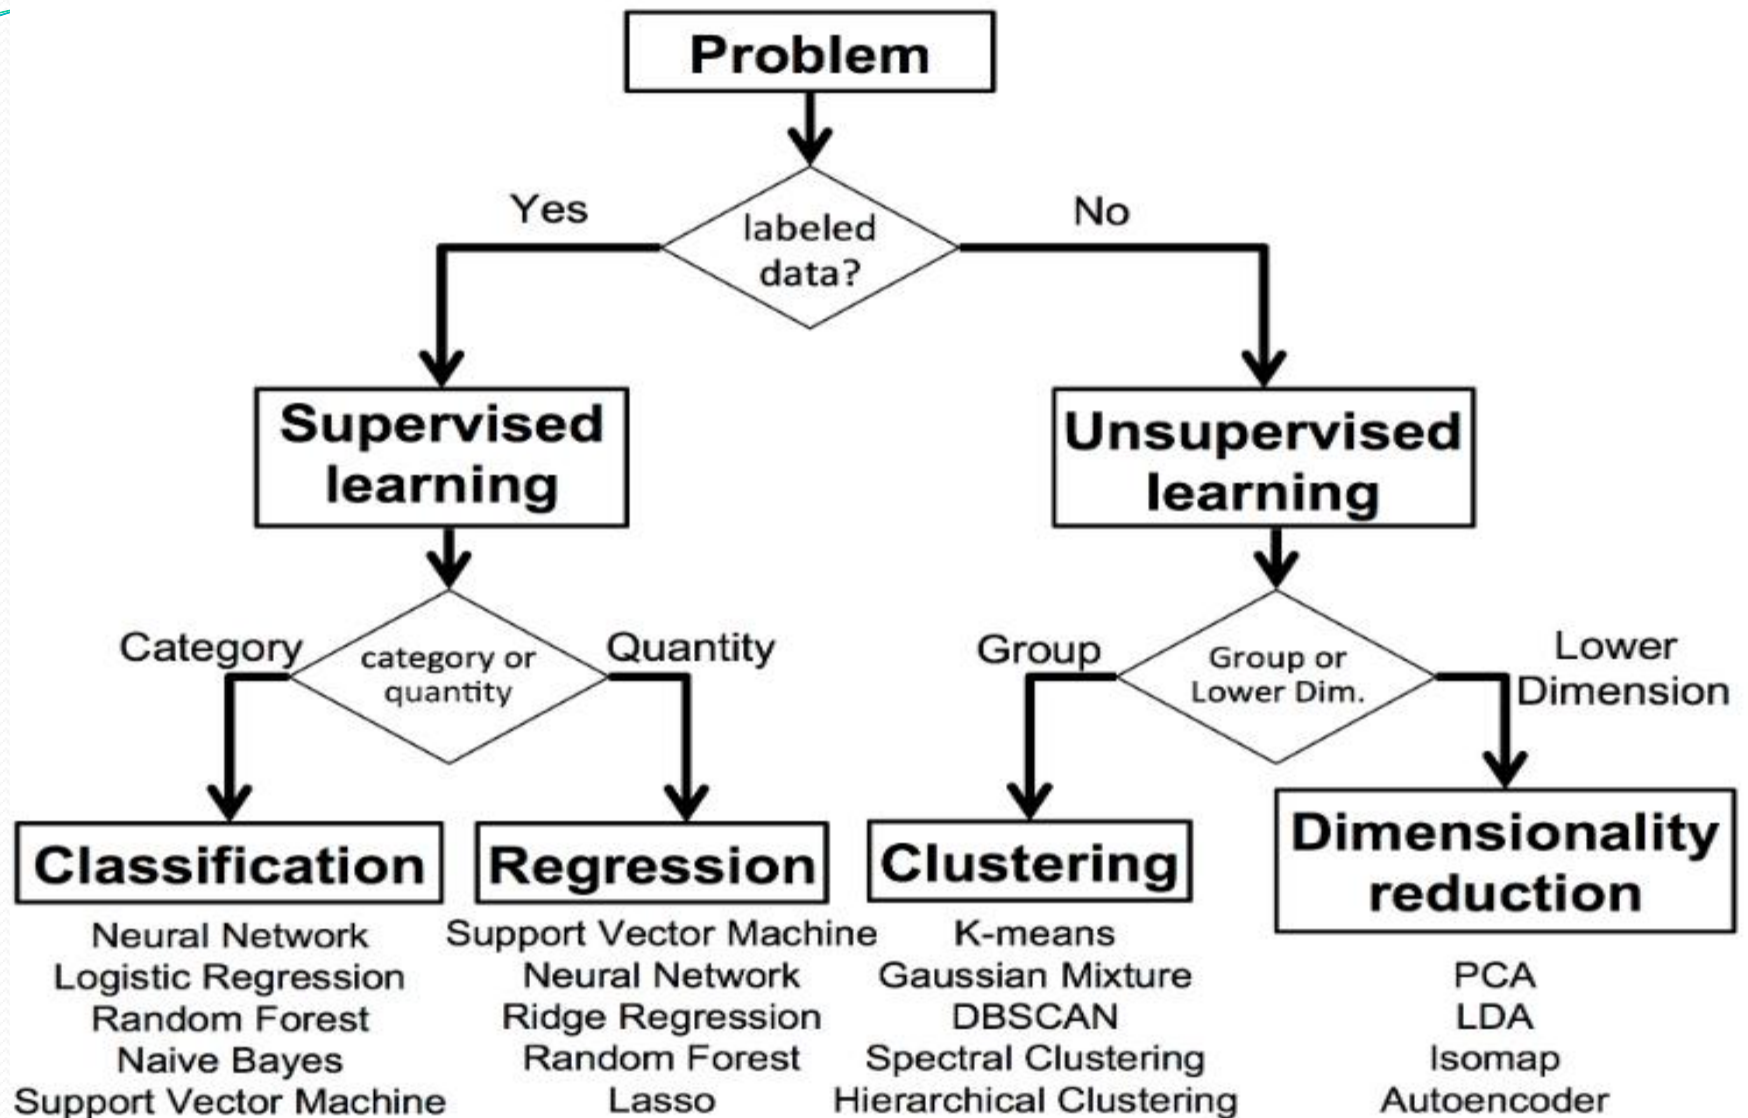 Problem
Yes
labeled
data?
No
Supervised
learning
Unsupervised
learning
Category
category or
quantity
Quantity
Group
Group or
Lower Dim.
Lower
Dimension
Classification
Neural Network
Logistic Regression
Random Forest
Naive Bayes
Support Vector Machine
Regression
Support Vector Machine
Neural Network
Ridge Regression
Random Forest
Lasso
Clustering
K-means
Gaussian Mixture
DBSCAN
Spectral Clustering
Hierarchical Clustering
Dimensionality
reduction
PCA
LDA
Isomap
Autoencoder